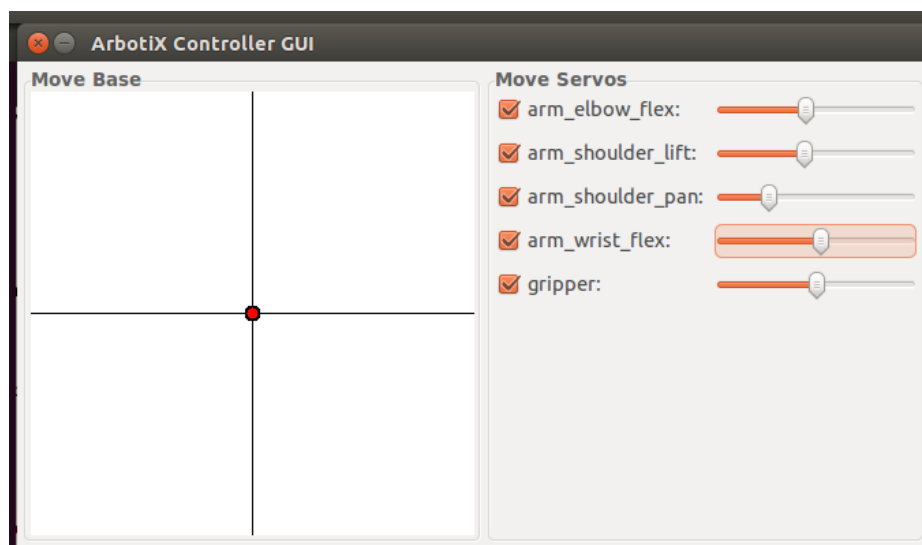 ArbotiX Controller GUI
Move Base
Move Servos
arm_elbow_flex:
arm_shoulder_lift:
arm_shoulder_pan:
arm_wrist_flex:
gripper: